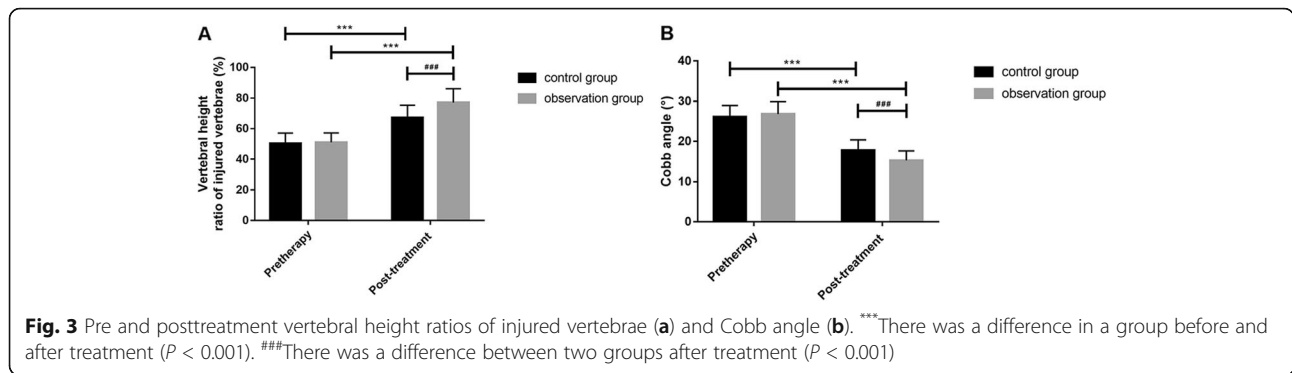 A
***
***
###
100
80
60
40
20
0
Vertebral height
ratio of injured vertebrae (%)
Pretherapy
Post-treatment
control group
observation group
B
***
***
###
40
30
20
10
0
Cobb angle (°)
Pretherapy
Post-treatment
control group
observation group
Fig. 3 Pre and posttreatment vertebral height ratios of injured vertebrae (a) and Cobb angle (b). ***There was a difference in a group before and
after treatment (P < 0.001). ###There was a difference between two groups after treatment (P < 0.001)